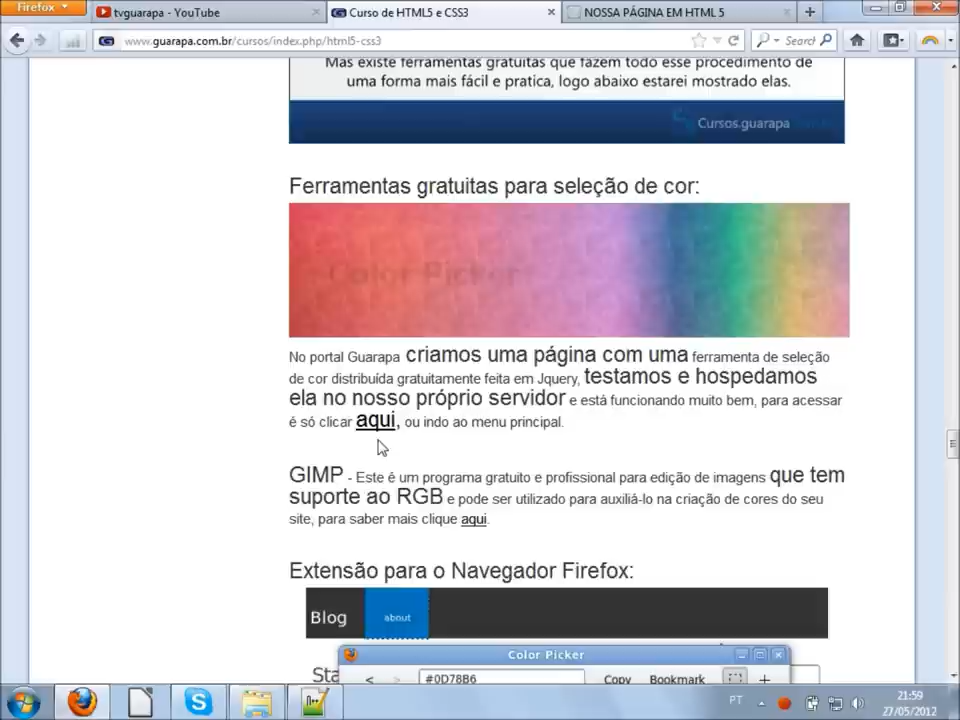 Firefox
tvguarapa - YouTube
Curso de HTML5 e CSS3
NOSSA PÁGINA EM HTML 5
www.guarapa.com.br/cursos/index.php/html5-css3
Search
Mas existe ferramentas gratuitas que fazem todo esse procedimento de
uma forma mais fácil e pratica, logo abaixo estarei mostrado elas.
Cursos.guarapa
Ferramentas gratuitas para seleção de cor:
Color Picker
No portal Guarapa criamos uma página com uma ferramenta de seleção
de cor distribuída gratuitamente feita em Jquery, testamos e hospedamos
ela no nosso próprio servidor e está funcionando muito bem, para acessar
é só clicar aqui, ou indo ao menu principal.
GIMP - Este é um programa gratuito e profissional para edição de imagens que tem
suporte ao RGB e pode ser utilizado para auxiliá-lo na criação de cores do seu
site, para saber mais clique aqui.
Extensão para o Navegador Firefox:
Blog
about
Color Picker
Sta
< > #0D78B6 Copy Bookmark
PT
21:59
27/05/2012